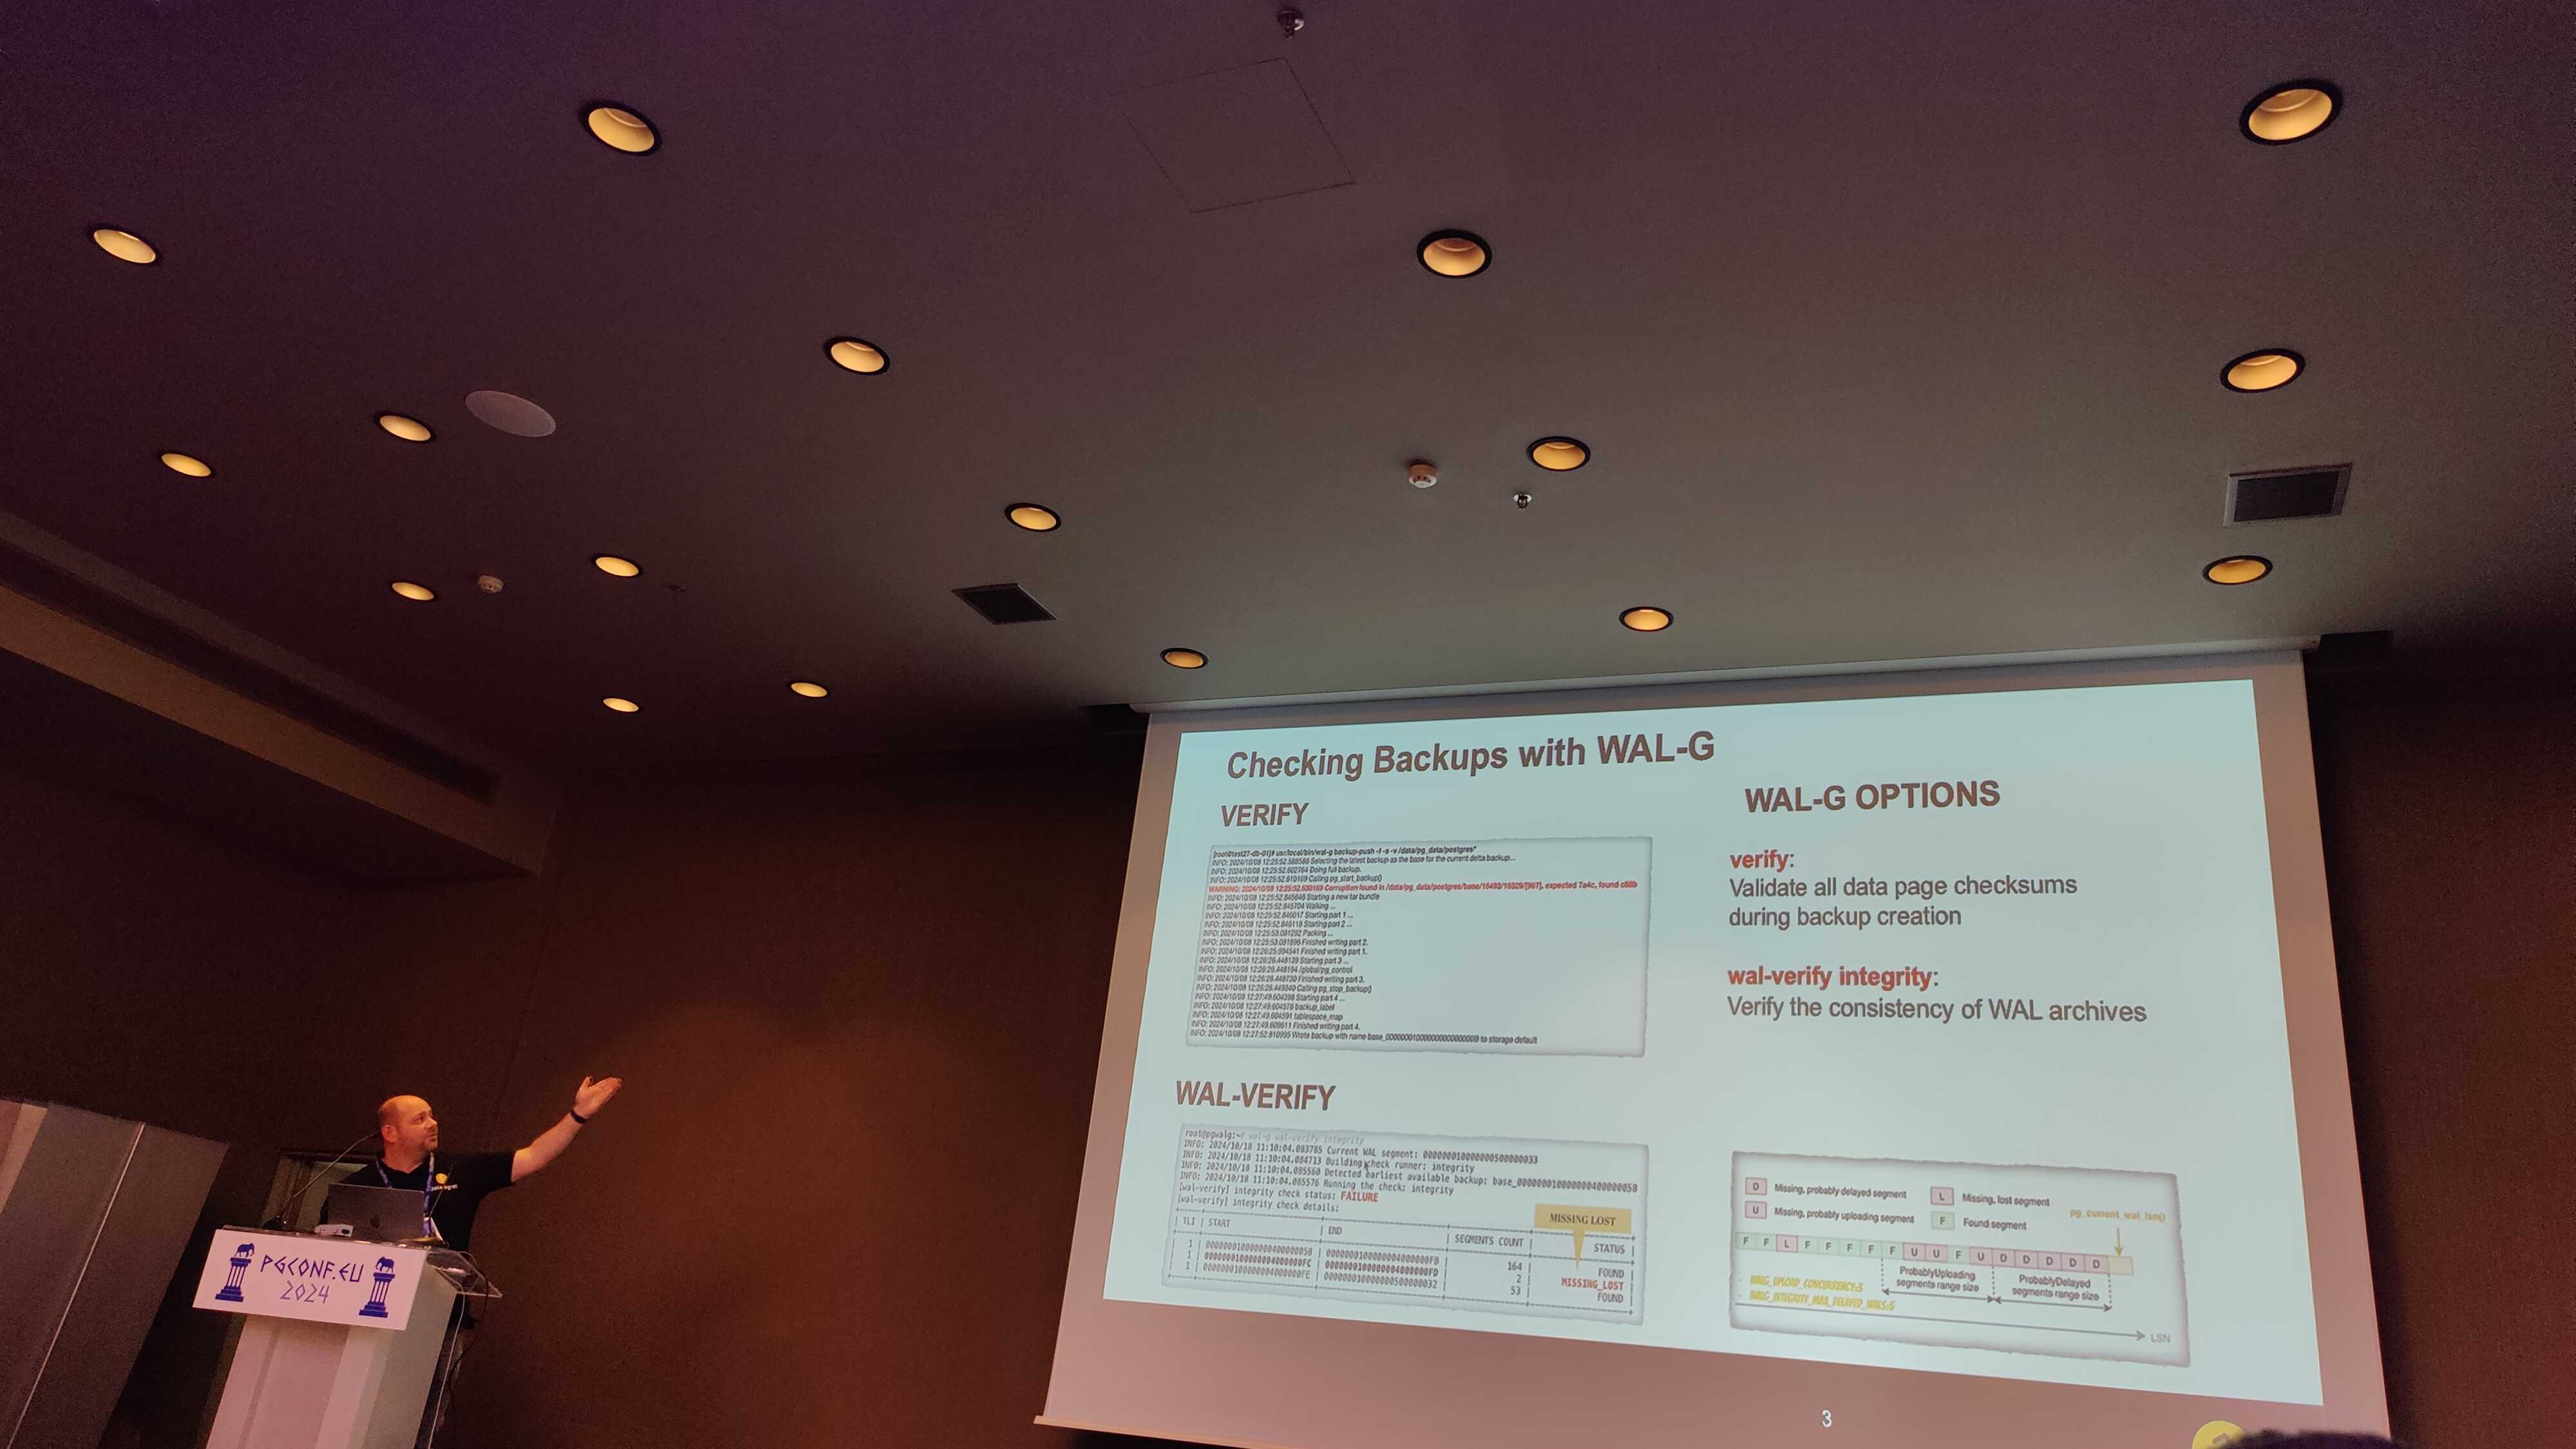 Checking Backups with WAL-G
VERIFY
[root@test27-db-01]# usr/local/bin/wal-g backup-push -f -s -v /data/pg_data/postgres"
INFO: 2024/10/08 12:25:52.588586 Selecting the latest backup as the base for the current delta backup...
INFO: 2024/10/08 12:25:52.602764 Doing full backup.
INFO: 2024/10/08 12:25:52.610169 Calling pg_start_backup()
WARNING: 2024/10/08 12:25:52.630169 Corruption found in /data/pg_data/postgres/base/16493/16529/[967], expected 7a4c, found c68b
INFO: 2024/10/08 12:25:52.845646 Starting a new tar bundle
INFO: 2024/10/08 12:25:52.845704 Walking ...
INFO: 2024/10/08 12:25:52.846017 Starting part 1 ...
INFO: 2024/10/08 12:25:52.846118 Starting part 2 ...
INFO: 2024/10/08 12:25:53.081292 Packing ...
INFO: 2024/10/08 12:25:53.081896 Finished writing part 2.
INFO: 2024/10/08 12:26:25.994541 Finished writing part 1.
INFO: 2024/10/08 12:26:26.448139 Starting part 3 ...
INFO: 2024/10/08 12:26:26.448194 /global/pg_control
INFO: 2024/10/08 12:26:26.448730 Finished writing part 3.
INFO: 2024/10/08 12:26:26.449340 Calling pg_stop_backup()
INFO: 2024/10/08 12:27:49.604398 Starting part 4 ...
INFO: 2024/10/08 12:27:49.604576 backup_label
INFO: 2024/10/08 12:27:49.604591 tablespace_map
INFO: 2024/10/08 12:27:49.609611 Finished writing part 4.
INFO: 2024/10/08 12:27:52.810995 Wrote backup with name to storage default
WAL-VERIFY
root@pgwalg:~# wal-g wal-verify integrity
INFO: 2024/10/18 11:10:04.083785 Current WAL segment: 000000010000000500000033
INFO: 2024/10/18 11:10:04.084713 Building check runner: integrity
INFO: 2024/10/18 11:10:04.085560 Detected earliest available backup: base_000000010000000400000058
INFO: 2024/10/18 11:10:04.085576 Running the check: integrity
[wal-verify] integrity check status: FAILURE
[wal-verify] integrity check details:
MISSING LOST
| TLI | START | END | SEGMENTS COUNT | STATUS |
| 1 | 000000010000000400000058 | 0000000100000004000000FB | 164 | FOUND |
| 1 | 0000000100000004000000FC | 0000000100000004000000FD | 2 | MISSING_LOST |
| 1 | 0000000100000004000000FE | 000000010000000500000032 | 53 | FOUND |
WAL-G OPTIONS
verify:
Validate all data page checksums
during backup creation
wal-verify integrity:
Verify the consistency of WAL archives
D Missing, probably delayed segment L Missing, lost segment
U Missing, probably uploading segment F Found segment
pg_current_wal_lsn()
F F L F F F F F U U F U D D D D D
ProbablyUploading
segments range size
ProbablyDelayed
segments range size
WALG_UPLOAD_CONCURRENCY:5
WALG_INTEGRITY_MAX_DELAYED_WALS:5
LSN
3
PGCONF.EU
2024